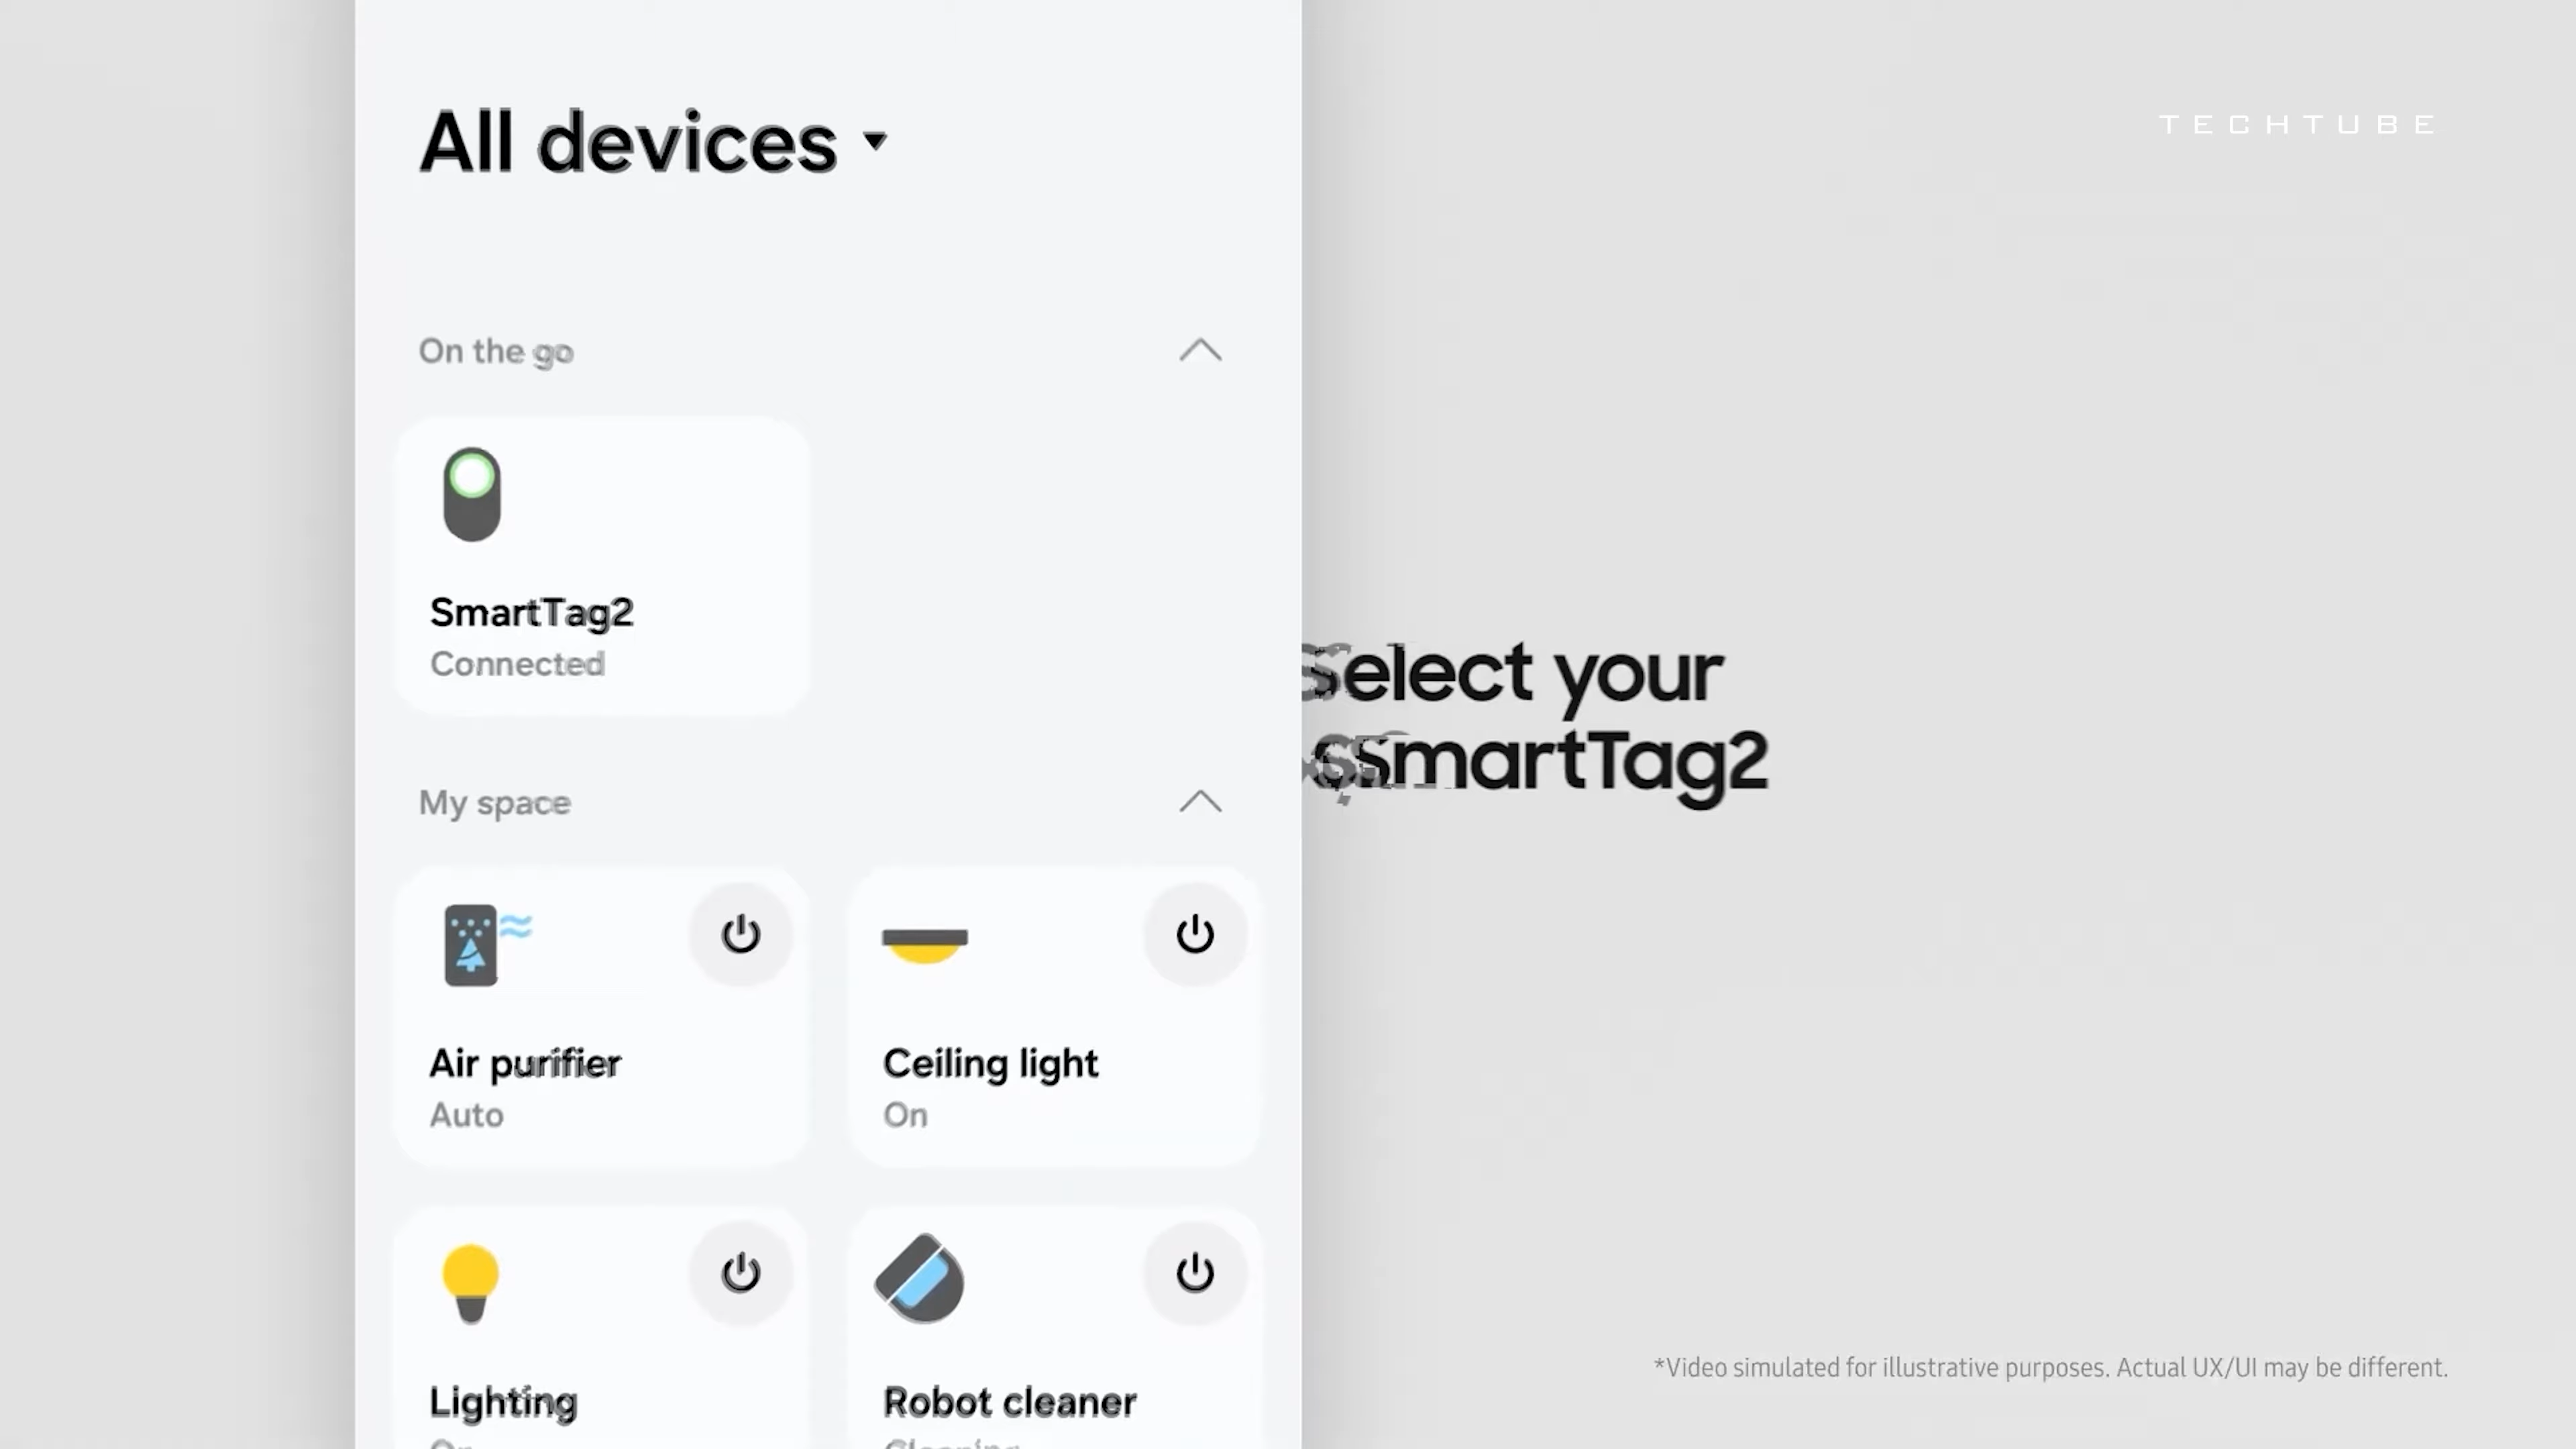 All devices
TECHTUBE
On the go
SmartTag2
Connected
Select your
SmartTag2
My space
Air purifier
Auto
Ceiling light
On
Lighting
Robot cleaner
*Video simulated for illustrative purposes. Actual UX/UI may be different.